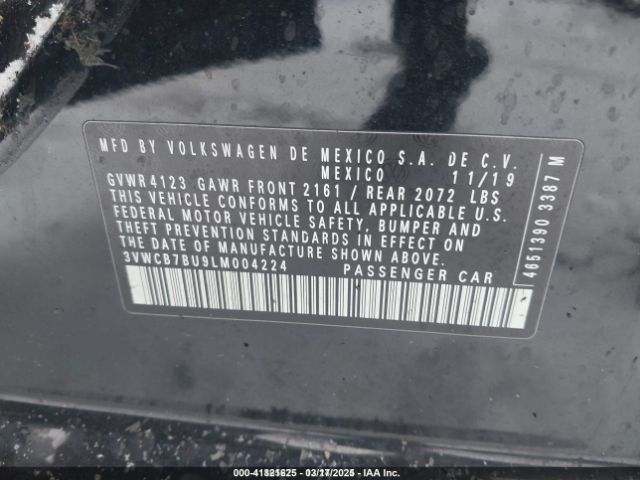 MFD BY VOLKSWAGEN DE MEXICO S.A. DE C.V.
MEXICO 11/19
GVWR 4123 GAWR FRONT 2161 / REAR 2072 LBS
THIS VEHICLE CONFORMS TO ALL APPLICABLE U.S.
FEDERAL MOTOR VEHICLE SAFETY, BUMPER AND
THEFT PREVENTION STANDARDS IN EFFECT ON
THE DATE OF MANUFACTURE SHOWN ABOVE.
3VWCB7BU9LM004224 PASSENGER CAR
4651390 3387 M
- IAA Inc.